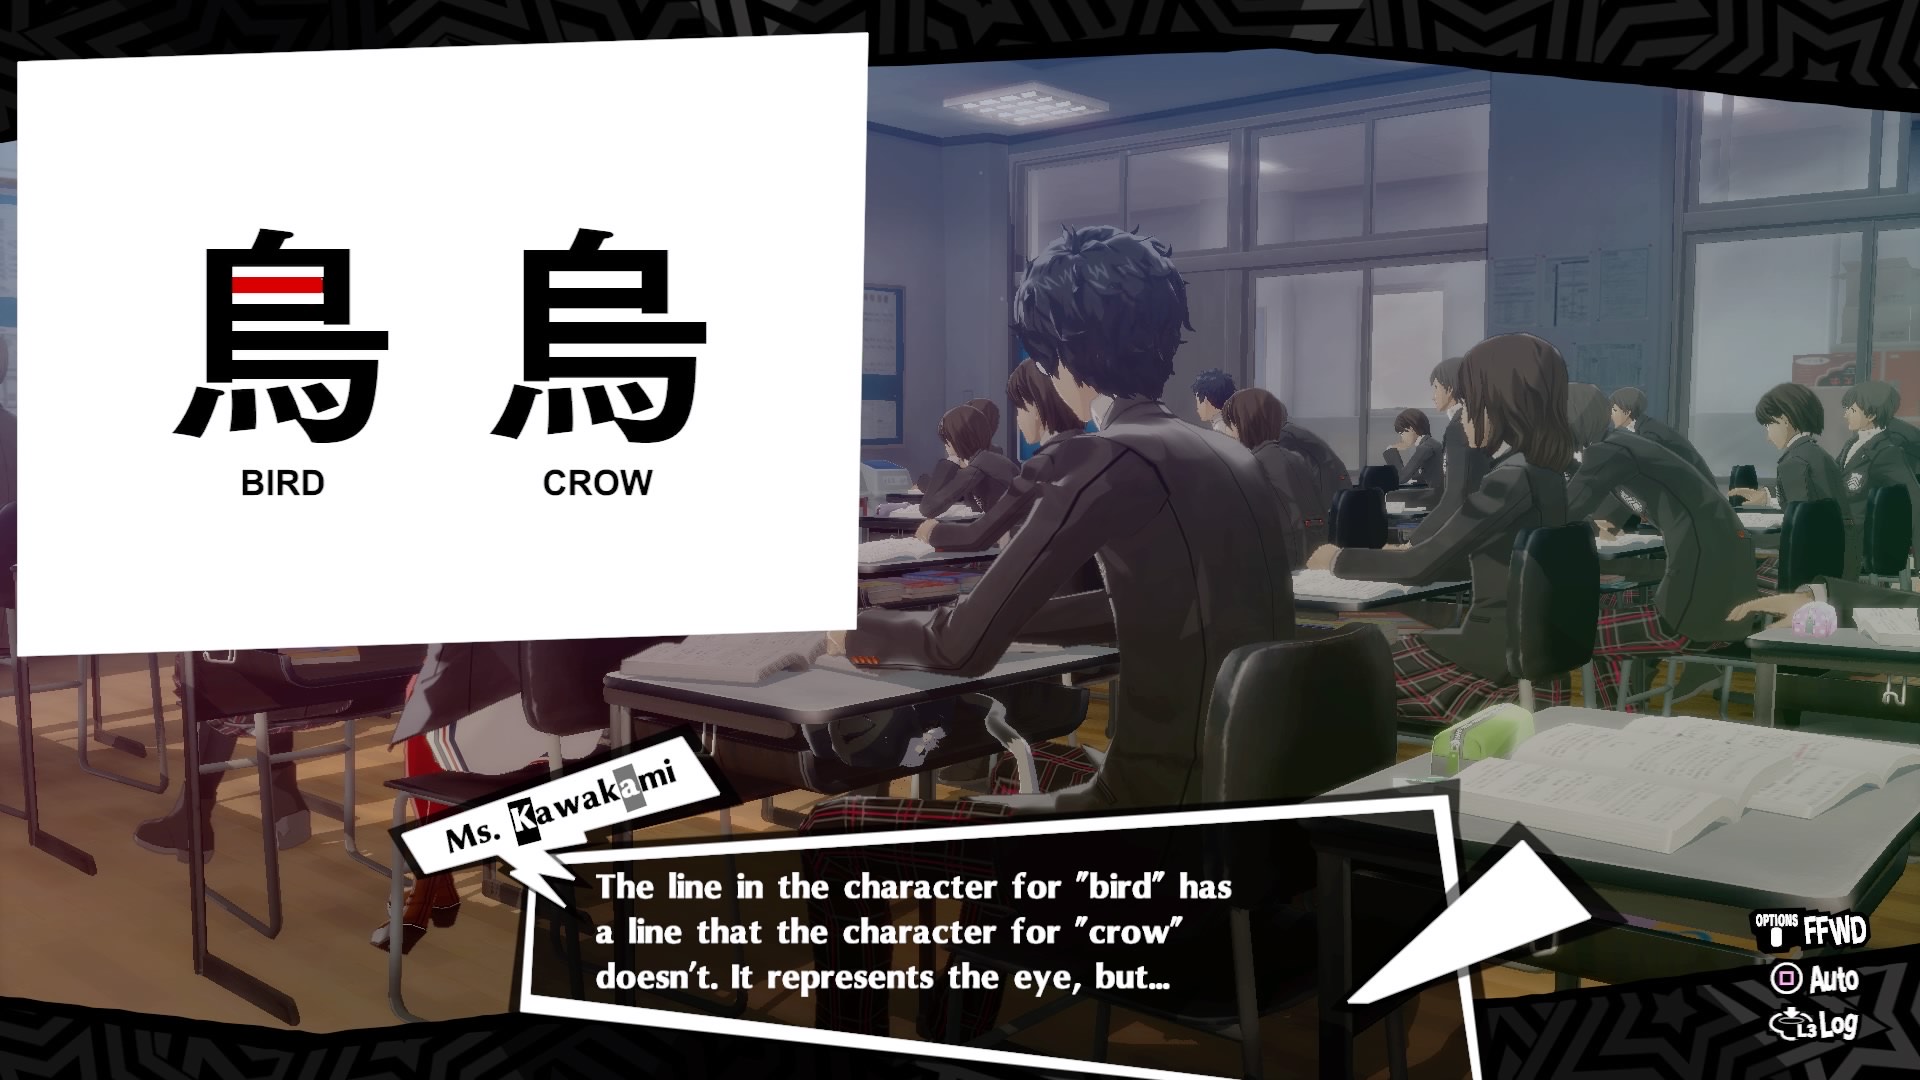 鳥 烏
BIRD CROW
Ms. Kawakami
The line in the character for "bird" has
a line that the character for "crow"
doesn't. It represents the eye, but...
OPTIONS FFWD
Auto
L3 Log